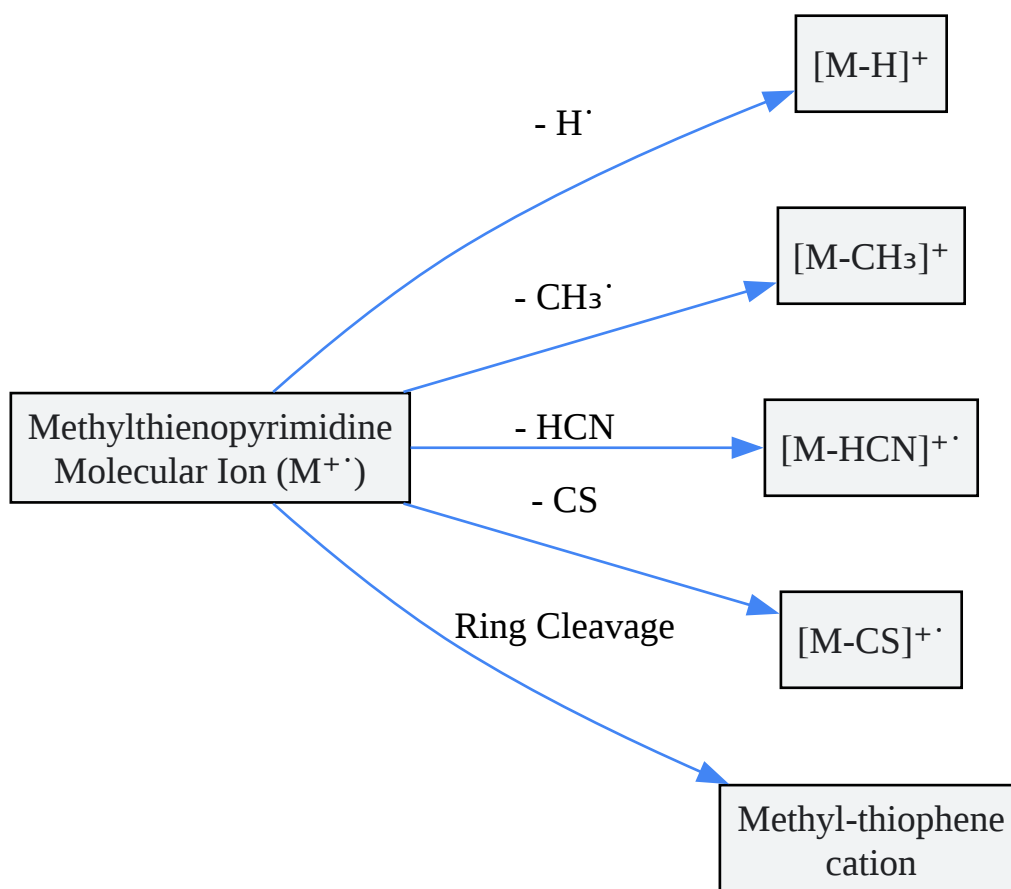 [M-H]⁺˙
- H˙
[M-CH₃]⁺
- CH₃˙
Methylthienopyrimidine
Molecular Ion (M⁺˙)
- HCN
[M-HCN]⁺˙
- CS
[M-CS]⁺˙
Ring Cleavage
Methyl-thiophene
cation